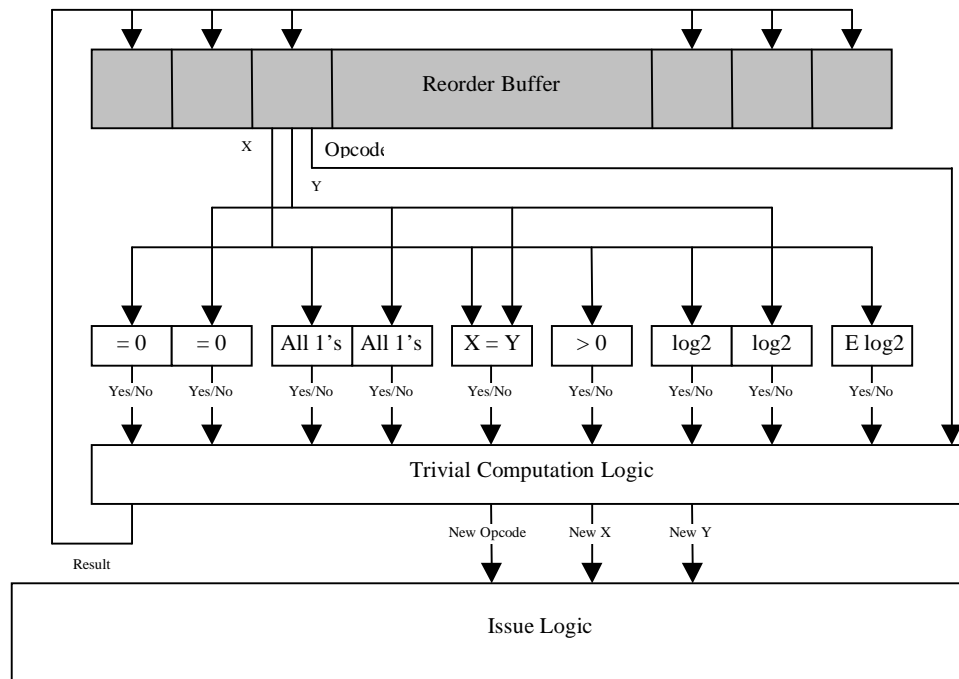 Reorder Buffer
X
Opcode
Y
= 0
= 0
All 1's
All 1's
X = Y
> 0
log2
log2
E log2
Yes/No
Yes/No
Yes/No
Yes/No
Yes/No
Yes/No
Yes/No
Yes/No
Yes/No
Trivial Computation Logic
New Opcode
New X
New Y
Result
Issue Logic